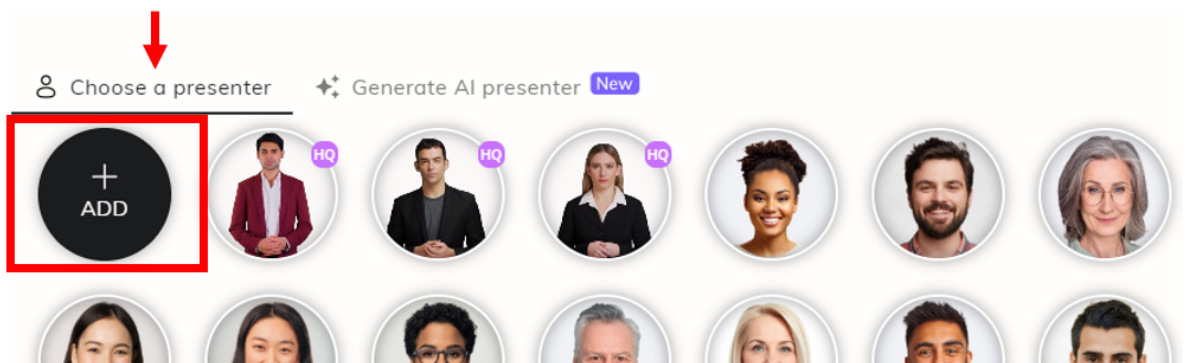 Choose a presenter
Generate AI presenter New
+
ADD
HQ
HQ
HQ